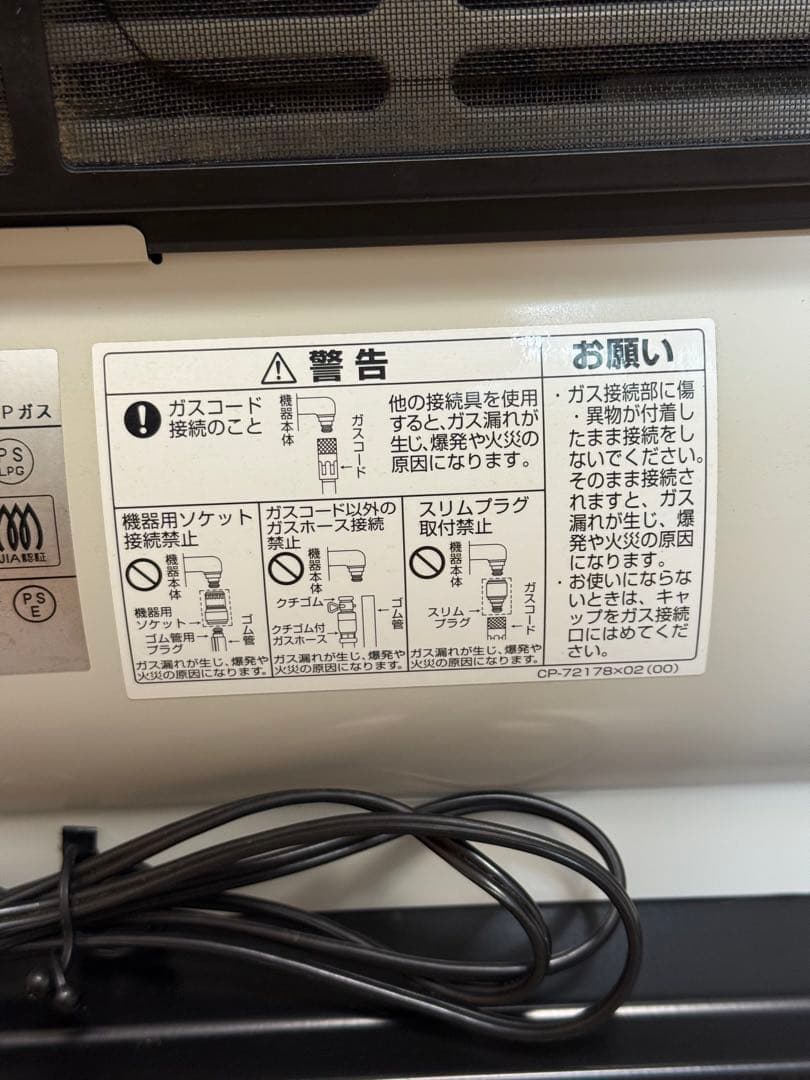 Pガス
PS
LPG
JIA認証
PS
E
警告
ガスコード
接続のこと
機器本体
ガスコード
他の接続具を使用
すると、ガス漏れが
生じ、爆発や火災の
原因になります。
機器用ソケット
接続禁止
機器本体
機器用
ソケット
ゴム管用
プラグ
ゴム管
ガス漏れが生じ、爆発や
火災の原因になります。
ガスコード以外の
ガスホース接続
禁止
機器本体
クチゴム
クチゴム付
ガスホース
ゴム管
ガス漏れが生じ、爆発や
火災の原因になります。
スリムプラグ
取付禁止
機器本体
スリム
プラグ
ガスコード
ガス漏れが生じ、爆発や
火災の原因になります。
お願い
・ガス接続部に傷
・異物が付着し
たまま接続をし
ないでください。
そのまま接続さ
れますと、ガス
漏れが生じ、爆
発や火災の原因
になります。
・お使いにならな
いときは、キャ
ップをガス接続
口にはめてくだ
さい。
CP-72178×02(00)